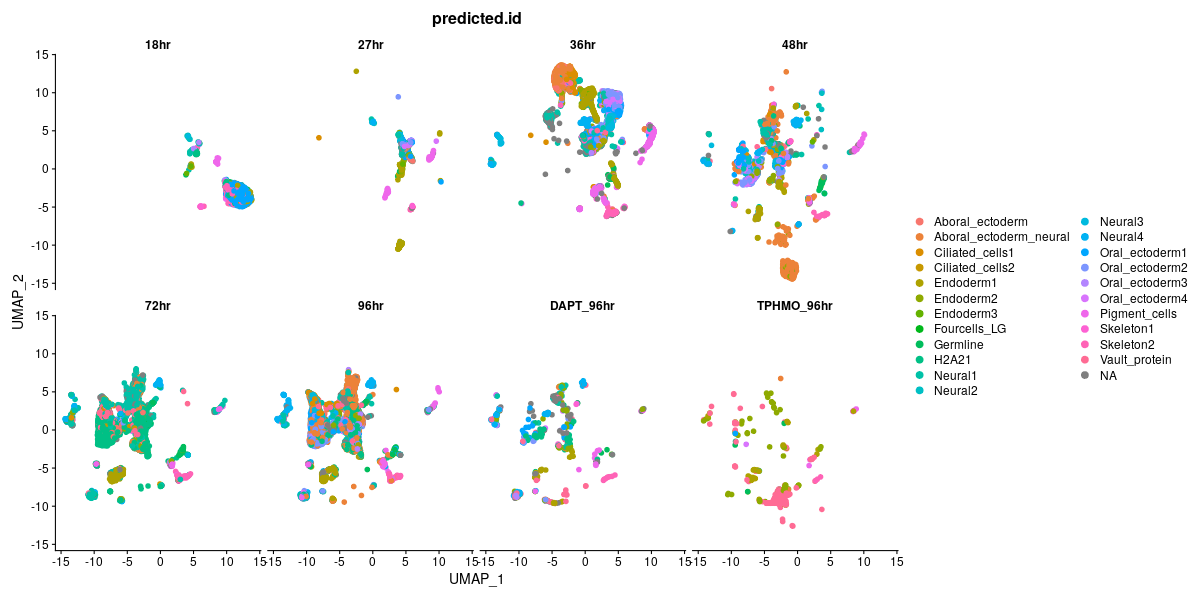 predicted.id
18hr 27hr 36hr 48hr
15
10
5
0
-5
-10
-15
72hr 96hr DAPT_96hr TPHMO_96hr
15
10
5
0
-5
-10
-15
-15 -10 -5 0 5 10 15 -15 -10 -5 0 5 10 15 -15 -10 -5 0 5 10 15 -15 -10 -5 0 5 10 15
UMAP_1
UMAP_2
Aboral_ectoderm
Aboral_ectoderm_neural
Ciliated_cells1
Ciliated_cells2
Endoderm1
Endoderm2
Endoderm3
Fourcells_LG
Germline
H2A21
Neural1
Neural2
Neural3
Neural4
Oral_ectoderm1
Oral_ectoderm2
Oral_ectoderm3
Oral_ectoderm4
Pigment_cells
Skeleton1
Skeleton2
Vault_protein
NA